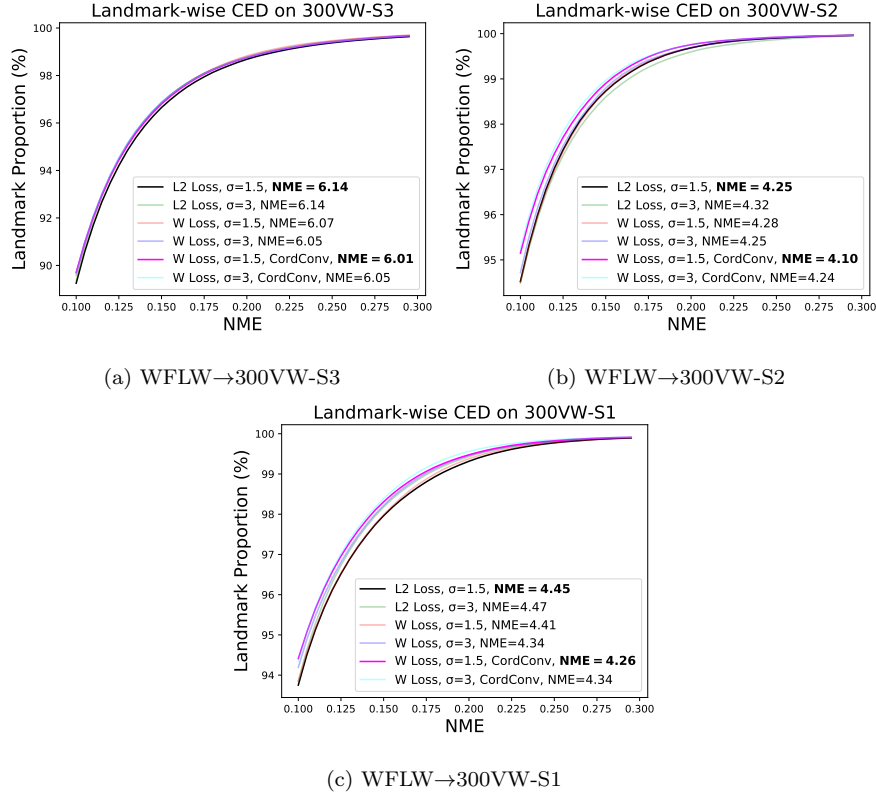 Landmark-wise CED on 300VW-S3
Landmark Proportion (%)
100
98
96
94
92
90
L2 Loss, σ=1.5, NME = 6.14
L2 Loss, σ=3, NME=6.14
W Loss, σ=1.5, NME=6.07
W Loss, σ=3, NME=6.05
W Loss, σ=1.5, CordConv, NME = 6.01
W Loss, σ=3, CordConv, NME=6.05
0.100 0.125 0.150 0.175 0.200 0.225 0.250 0.275 0.300
NME
(a) WFLW→300VW-S3
Landmark-wise CED on 300VW-S2
Landmark Proportion (%)
100
99
98
97
96
95
L2 Loss, σ=1.5, NME = 4.25
L2 Loss, σ=3, NME=4.32
W Loss, σ=1.5, NME=4.28
W Loss, σ=3, NME=4.25
W Loss, σ=1.5, CordConv, NME = 4.10
W Loss, σ=3, CordConv, NME=4.24
0.100 0.125 0.150 0.175 0.200 0.225 0.250 0.275 0.300
NME
(b) WFLW→300VW-S2
Landmark-wise CED on 300VW-S1
Landmark Proportion (%)
100
99
98
97
96
95
94
L2 Loss, σ=1.5, NME = 4.45
L2 Loss, σ=3, NME=4.47
W Loss, σ=1.5, NME=4.41
W Loss, σ=3, NME=4.34
W Loss, σ=1.5, CordConv, NME = 4.26
W Loss, σ=3, CordConv, NME=4.34
0.100 0.125 0.150 0.175 0.200 0.225 0.250 0.275 0.300
NME
(c) WFLW→300VW-S1